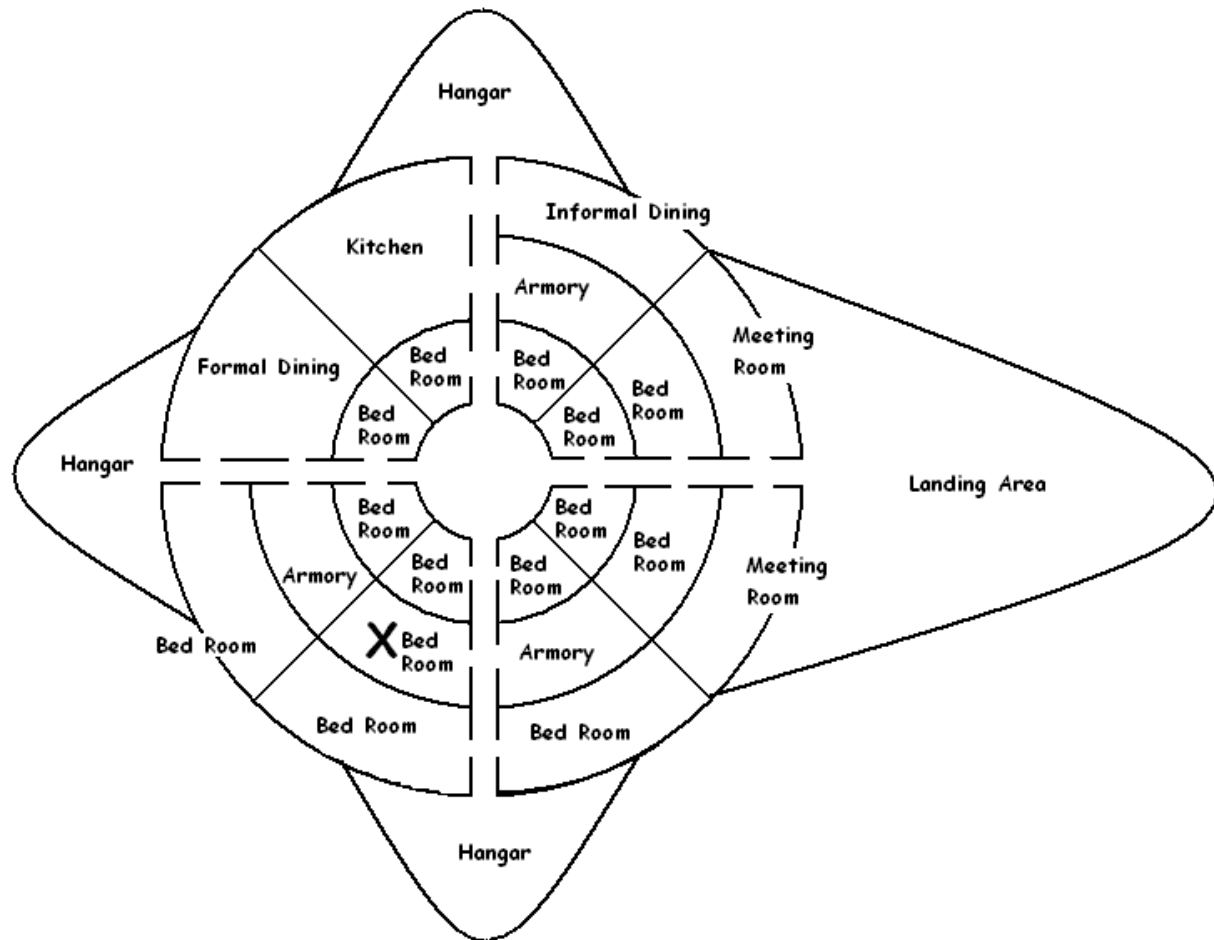 Hangar
Informal Dining
Kitchen
Armory
Meeting
Room
Formal Dining
Bed
Room
Bed
Room
Bed
Room
Bed
Room
Bed
Room
Hangar
Landing Area
Bed
Room
Bed
Room
Bed
Room
Bed
Room
Bed
Room
Armory
Meeting
Room
Bed Room
X
Bed
Room
Armory
Bed Room
Bed Room
Hangar